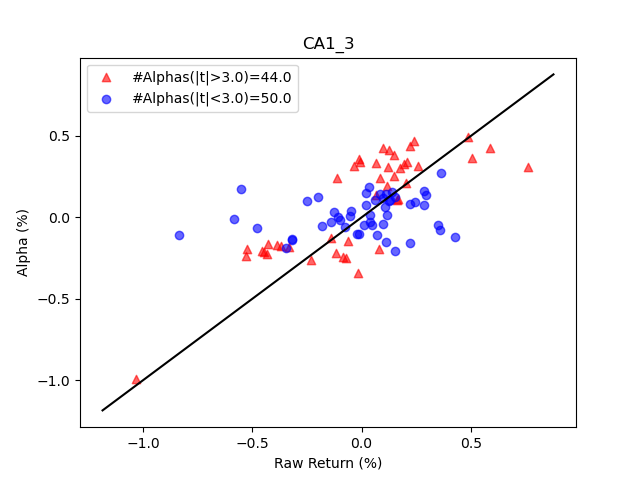 CA1_3
#Alphas(|t|>3.0)=44.0
#Alphas(|t|<3.0)=50.0
0.5
0.0
−0.5
−1.0
Alpha (%)
−1.0 −0.5 0.0 0.5
Raw Return (%)